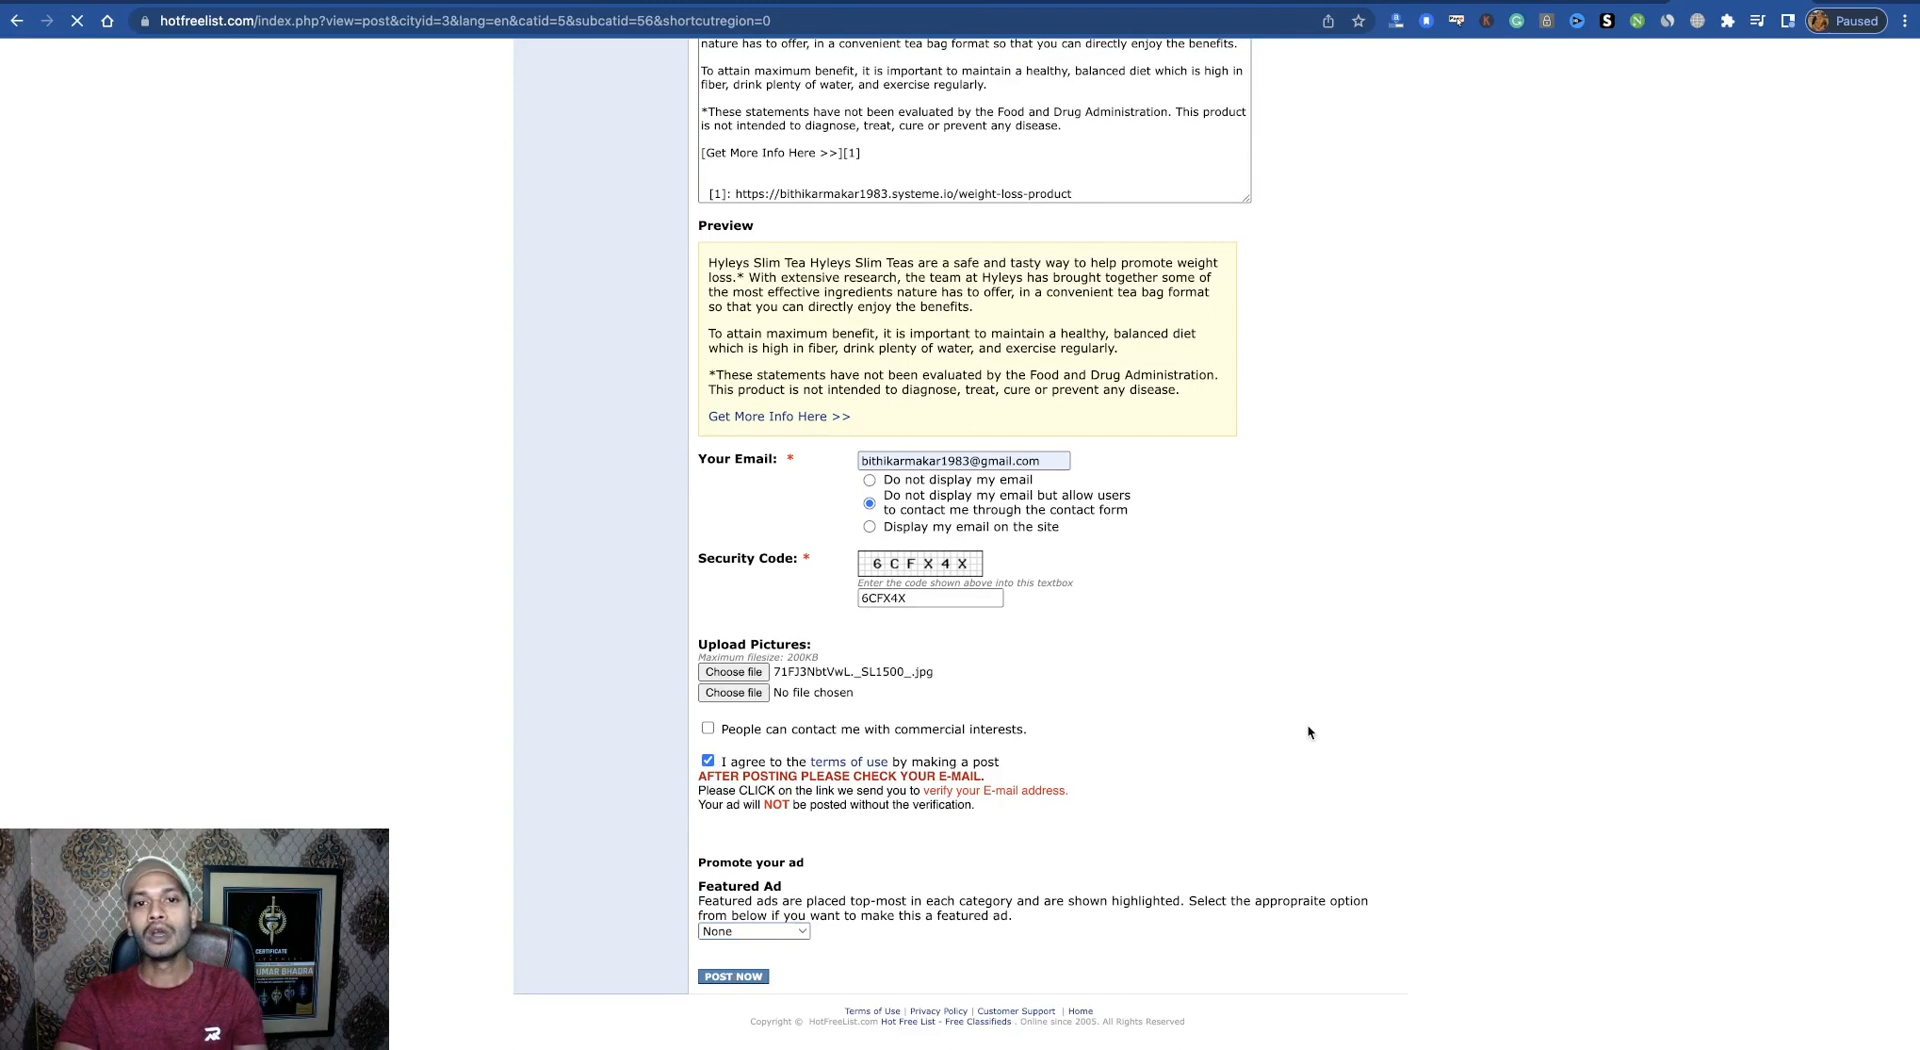 hotfreelist.com/index.php?view=post&cityid=3&lang=en&catid=5&subcatid=56&shortcutregion=0
Paused
nature has to offer, in a convenient tea bag format so that you can directly enjoy the benefits.
To attain maximum benefit, it is important to maintain a healthy, balanced diet which is high in
fiber, drink plenty of water, and exercise regularly.
*These statements have not been evaluated by the Food and Drug Administration. This product
is not intended to diagnose, treat, cure or prevent any disease.
[Get More Info Here >>][1]
[1]: https://bithikarmakar1983.systeme.io/weight-loss-product
Preview
Hyleys Slim Tea Hyleys Slim Teas are a safe and tasty way to help promote weight
loss.* With extensive research, the team at Hyleys has brought together some of
the most effective ingredients nature has to offer, in a convenient tea bag format
so that you can directly enjoy the benefits.
To attain maximum benefit, it is important to maintain a healthy, balanced diet
which is high in fiber, drink plenty of water, and exercise regularly.
*These statements have not been evaluated by the Food and Drug Administration.
This product is not intended to diagnose, treat, cure or prevent any disease.
Get More Info Here >>
Your Email: * bithikarmakar1983@gmail.com
Do not display my email
Do not display my email but allow users
to contact me through the contact form
Display my email on the site
Security Code: * 6 C F X 4 X
Enter the code shown above into this textbox
6CFX4X
Upload Pictures:
Maximum filesize: 200KB
Choose file 71FJ3NbtVwL._SL1500_.jpg
Choose file No file chosen
People can contact me with commercial interests.
I agree to the terms of use by making a post
AFTER POSTING PLEASE CHECK YOUR E-MAIL.
Please CLICK on the link we send you to verify your E-mail address.
Your ad will NOT be posted without the verification.
Promote your ad
Featured Ad
Featured ads are placed top-most in each category and are shown highlighted. Select the appropraite option
from below if you want to make this a featured ad.
None
POST NOW
Terms of Use | Privacy Policy | Customer Support | Home
Copyright © HotFreeList.com Hot Free List - Free Classifieds . Online since 2005. All Rights Reserved
CERTIFICATE
UMAR BHADRA